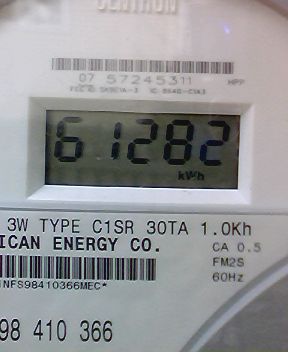 CENTRON
07 57245311
HPP
61282
kWh
3W TYPE C1SR 30TA 1.0Kh
ICAN ENERGY CO.
CA 0.5
FM2S
60Hz
NFS98410366MEC*
98 410 366